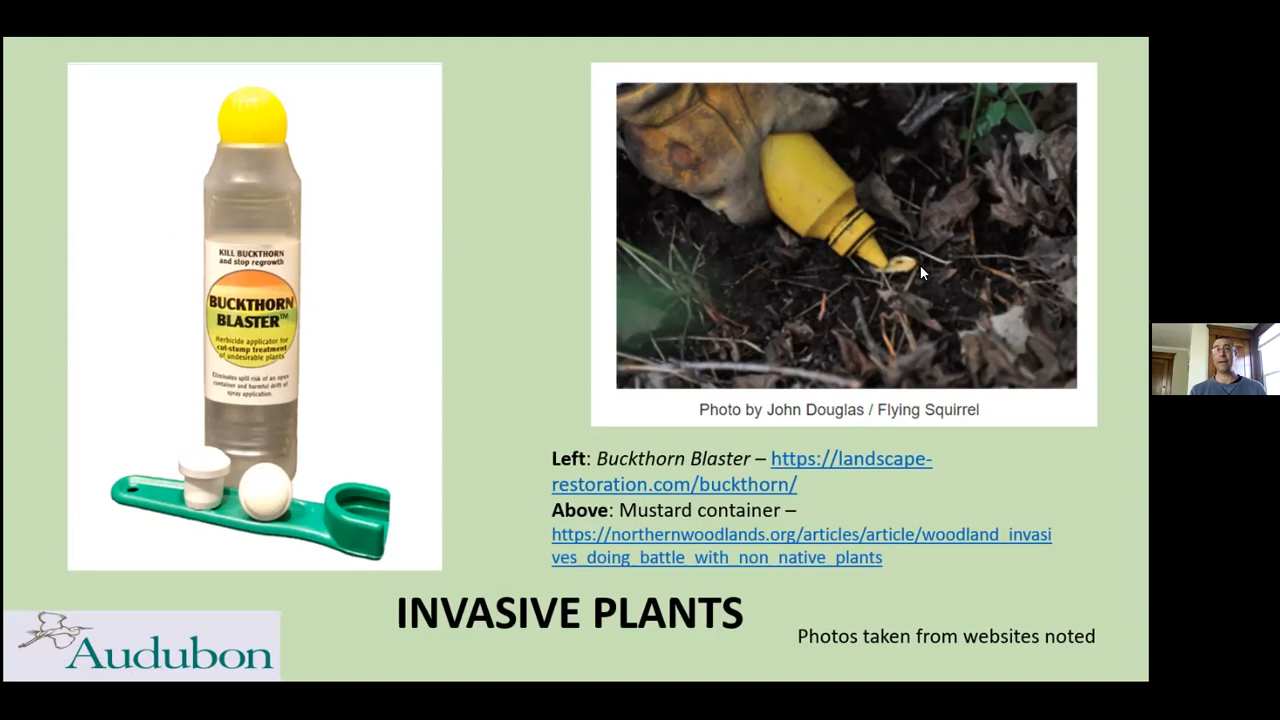 KILL BUCKTHORN
and stop regrowth
BUCKTHORN
BLASTER™
Herbicide applicator for
cut-stump treatment
of undesirable plants
Eliminates spill risk of an open
container and harmful drift of
spray application.
Photo by John Douglas / Flying Squirrel
Left: Buckthorn Blaster – https://landscape-
restoration.com/buckthorn/
Above: Mustard container –
https://northernwoodlands.org/articles/article/woodland_invasi
ves_doing_battle_with_non_native_plants
INVASIVE PLANTS
Photos taken from websites noted
Audubon